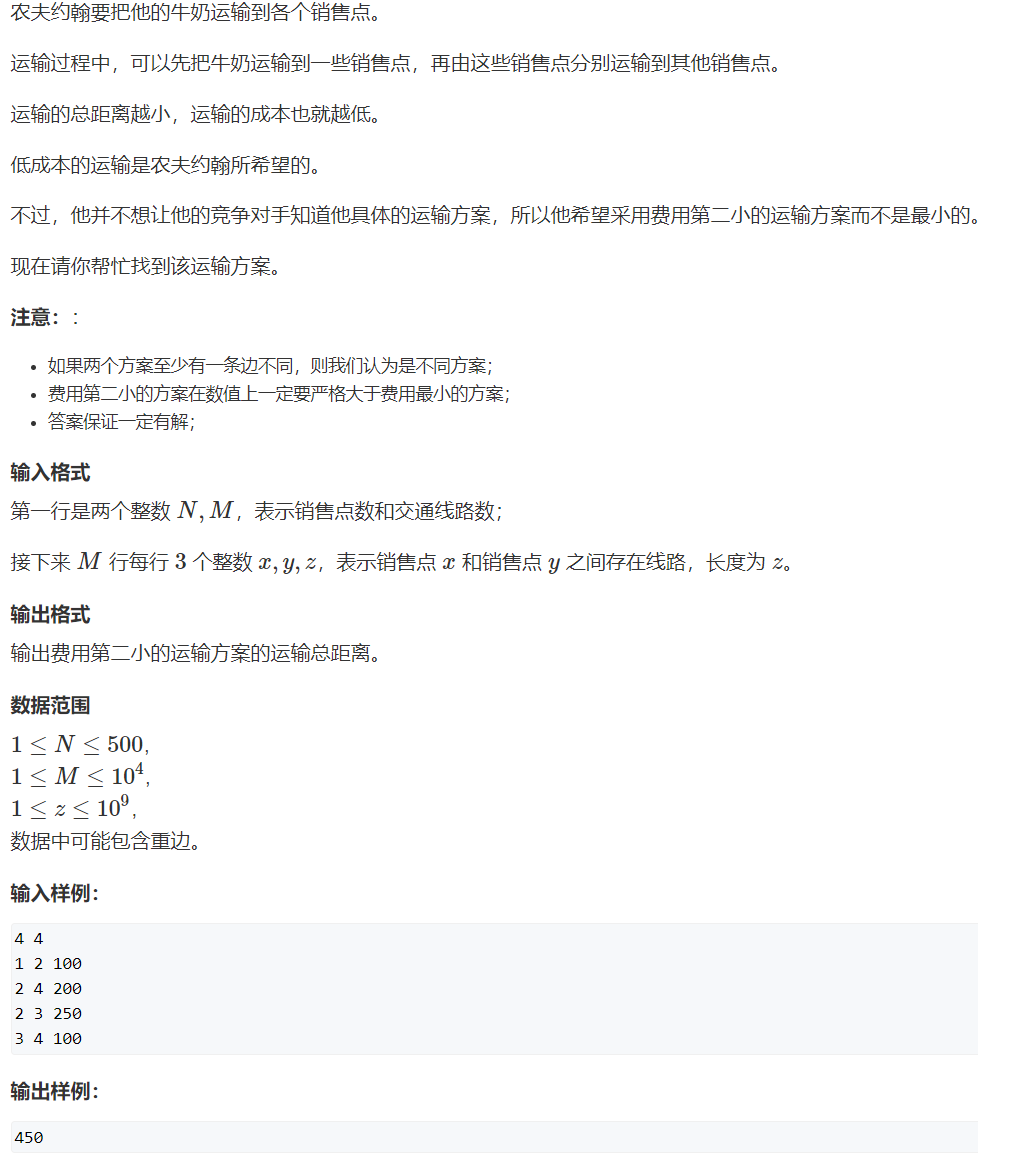 农夫约翰要把他的牛奶运输到各个销售点。
运输过程中，可以先把牛奶运输到一些销售点，再由这些销售点分别运输到其他销售点。
运输的总距离越小，运输的成本也就越低。
低成本的运输是农夫约翰所希望的。
不过，他并不想让他的竞争对手知道他具体的运输方案，所以他希望采用费用第二小的运输方案而不是最小的。
现在请你帮忙找到该运输方案。
注意：：
• 如果两个方案至少有一条边不同，则我们认为是不同方案；
• 费用第二小的方案在数值上一定要严格大于费用最小的方案；
• 答案保证一定有解；
输入格式
第一行是两个整数 N, M，表示销售点数和交通线路数；
接下来 M 行每行 3 个整数 x, y, z，表示销售点 x 和销售点 y 之间存在线路，长度为 z。
输出格式
输出费用第二小的运输方案的运输总距离。
数据范围
1 ≤ N ≤ 500,
1 ≤ M ≤ 10⁴,
1 ≤ z ≤ 10⁹,
数据中可能包含重边。
输入样例：
4 4
1 2 100
2 4 200
2 3 250
3 4 100
输出样例：
450